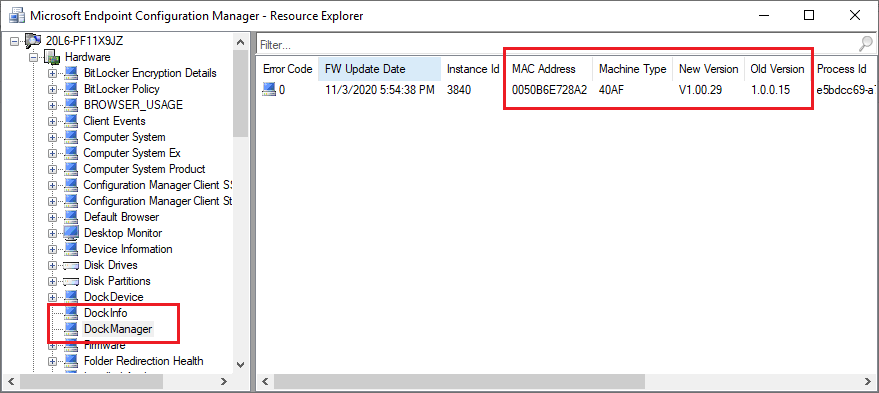 Microsoft Endpoint Configuration Manager - Resource Explorer
20L6-PF11X9JZ
Hardware
BitLocker Encryption Details
BitLocker Policy
BROWSER_USAGE
Client Events
Computer System
Computer System Ex
Computer System Product
Configuration Manager Client S
Configuration Manager Client St
Default Browser
Desktop Monitor
Device Information
Disk Drives
Disk Partitions
DockDevice
DockInfo
DockManager
Firmware
Folder Redirection Health
Filter...
Error Code FW Update Date Instance Id MAC Address Machine Type New Version Old Version Process Id
0 11/3/2020 5:54:38 PM 3840 0050B6E728A2 40AF V1.00.29 1.0.0.15 e5bdcc69-a